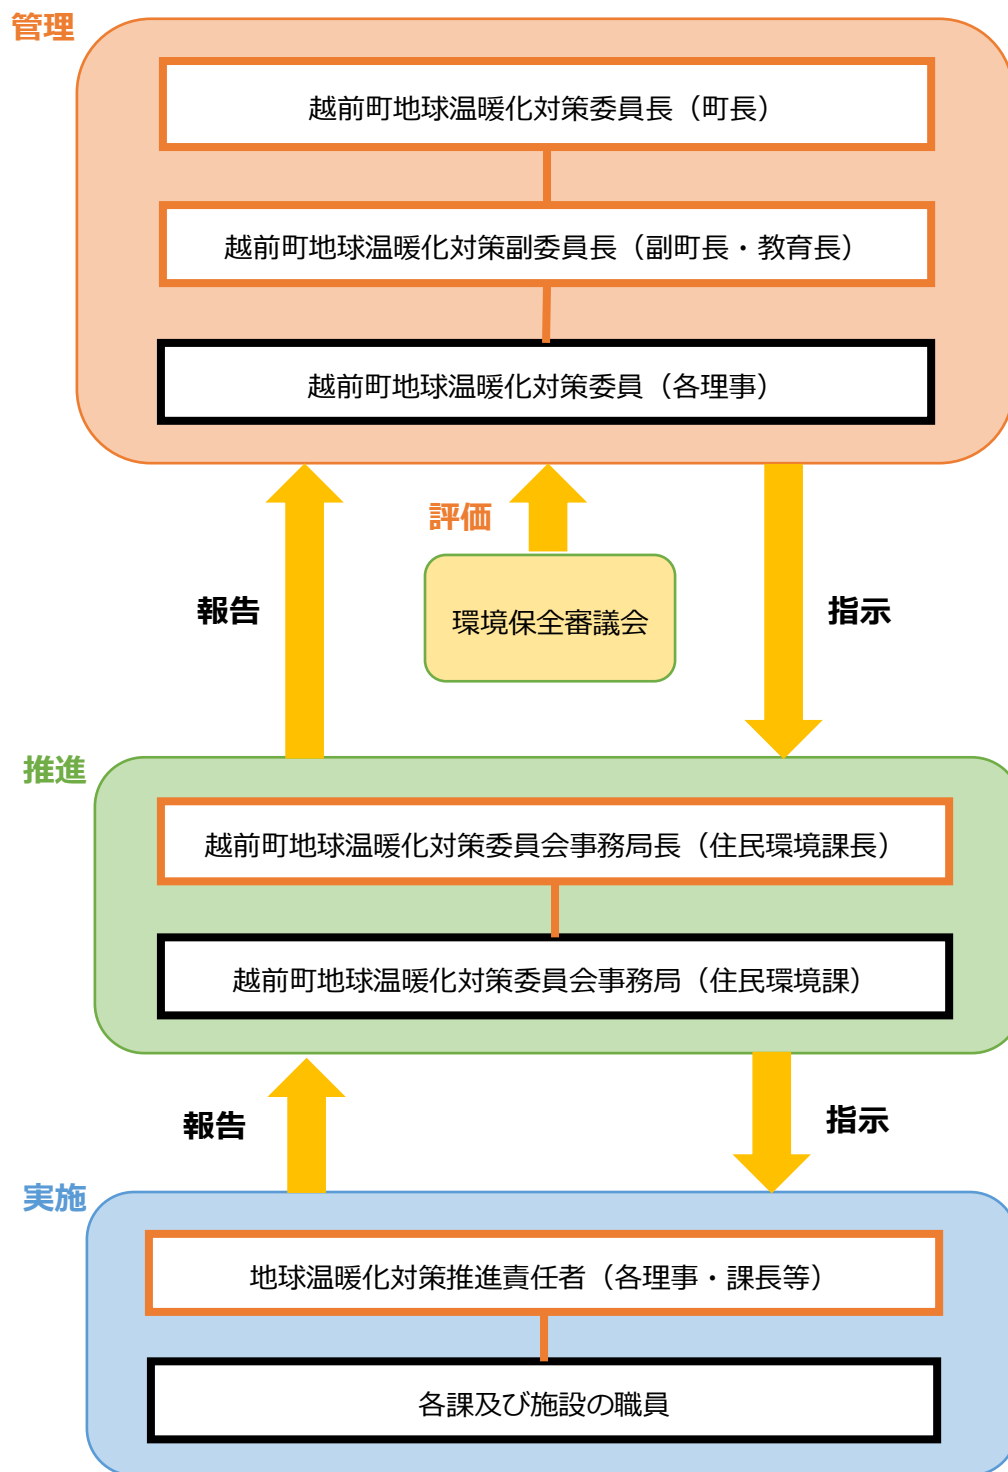 管理
越前町地球温暖化対策委員長（町長）
越前町地球温暖化対策副委員長（副町長・教育長）
越前町地球温暖化対策委員（各理事）
評価
報告
環境保全審議会
指示
推進
越前町地球温暖化対策委員会事務局長（住民環境課長）
越前町地球温暖化対策委員会事務局（住民環境課）
報告
指示
実施
地球温暖化対策推進責任者（各理事・課長等）
各課及び施設の職員